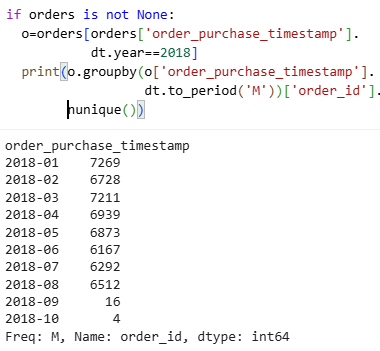 if orders is not None:
o=orders[orders['order_purchase_timestamp'].
dt.year==2018]
print(o.groupby(o['order_purchase_timestamp'].
dt.to_period('M'))['order_id'].
nunique())
order_purchase_timestamp
2018-01    7269
2018-02    6728
2018-03    7211
2018-04    6939
2018-05    6873
2018-06    6167
2018-07    6292
2018-08    6512
2018-09      16
2018-10       4
Freq: M, Name: order_id, dtype: int64